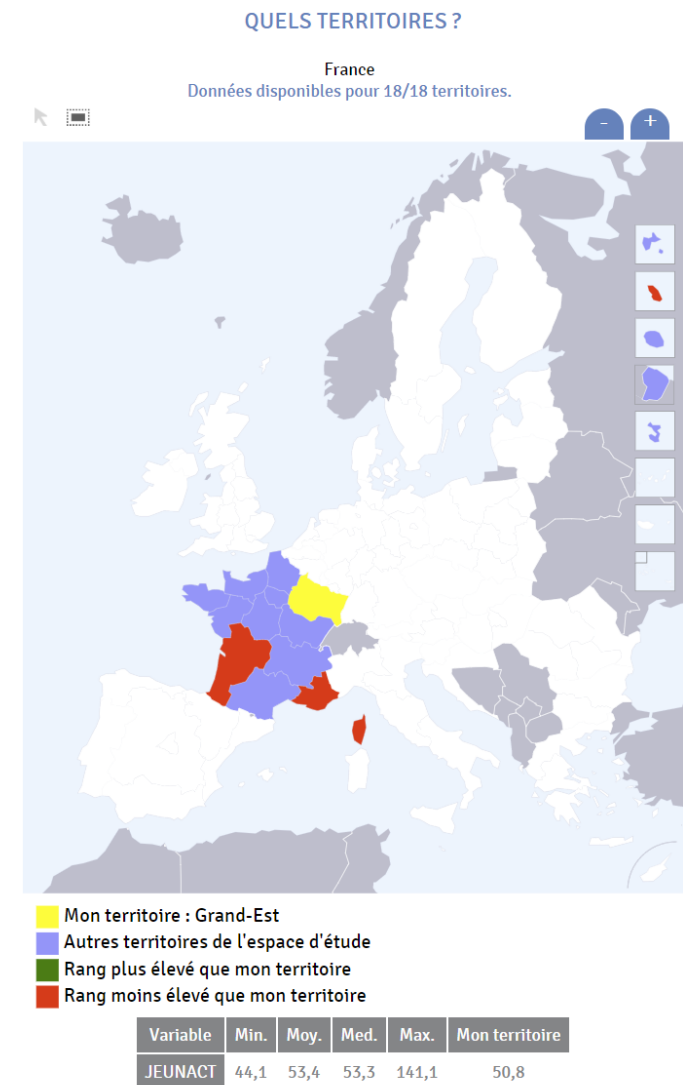 QUELS TERRITOIRES ?
France
Données disponibles pour 18/18 territoires.
- +
Mon territoire : Grand-Est
Autres territoires de l'espace d'étude
Rang plus élevé que mon territoire
Rang moins élevé que mon territoire
Variable Min. Moy. Med. Max. Mon territoire
JEUNACT 44,1 53,4 53,3 141,1 50,8